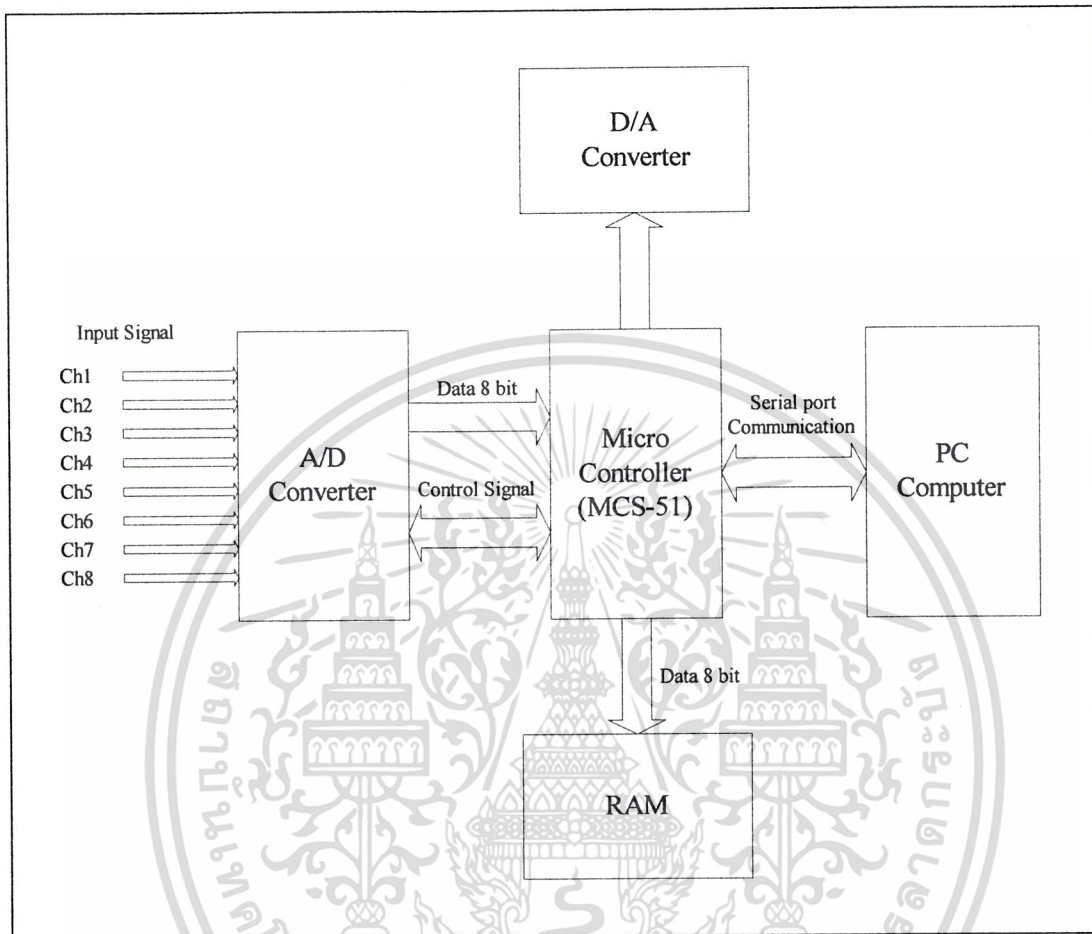 D/A
Converter
Input Signal
Ch1
Ch2
Ch3
Ch4
Ch5
Ch6
Ch7
Ch8
A/D
Converter
Data 8 bit
Control Signal
Micro
Controller
(MCS-51)
Serial port
Communication
PC
Computer
Data 8 bit
RAM